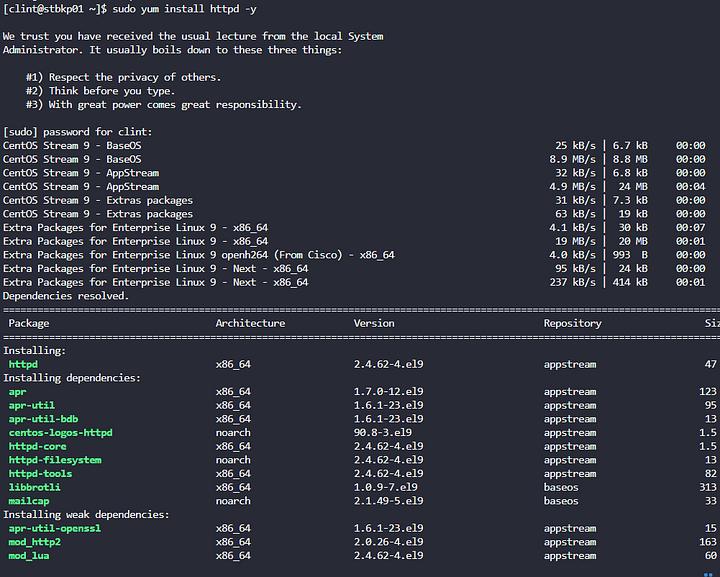 [clint@stbkp01 ~]$ sudo yum install httpd -y
We trust you have received the usual lecture from the local System
Administrator. It usually boils down to these three things:
#1) Respect the privacy of others.
#2) Think before you type.
#3) With great power comes great responsibility.
[sudo] password for clint:
CentOS Stream 9 - BaseOS 25 kB/s | 6.7 kB 00:00
CentOS Stream 9 - BaseOS 8.9 MB/s | 8.8 MB 00:00
CentOS Stream 9 - AppStream 32 kB/s | 6.8 kB 00:00
CentOS Stream 9 - AppStream 4.9 MB/s | 24 MB 00:04
CentOS Stream 9 - Extras packages 31 kB/s | 7.3 kB 00:00
CentOS Stream 9 - Extras packages 63 kB/s | 19 kB 00:00
Extra Packages for Enterprise Linux 9 - x86_64 4.1 kB/s | 30 kB 00:07
Extra Packages for Enterprise Linux 9 - x86_64 19 MB/s | 20 MB 00:01
Extra Packages for Enterprise Linux 9 openh264 (From Cisco) - x86_64 4.0 kB/s | 993 B 00:00
Extra Packages for Enterprise Linux 9 - Next - x86_64 95 kB/s | 24 kB 00:00
Extra Packages for Enterprise Linux 9 - Next - x86_64 237 kB/s | 414 kB 00:01
Dependencies resolved.
Package Architecture Version Repository Siz
Installing:
httpd x86_64 2.4.62-4.el9 appstream 47
Installing dependencies:
apr x86_64 1.7.0-12.el9 appstream 123
apr-util x86_64 1.6.1-23.el9 appstream 95
apr-util-bdb x86_64 1.6.1-23.el9 appstream 13
centos-logos-httpd noarch 90.8-3.el9 appstream 1.5
httpd-core x86_64 2.4.62-4.el9 appstream 1.5
httpd-filesystem noarch 2.4.62-4.el9 appstream 13
httpd-tools x86_64 2.4.62-4.el9 appstream 82
libbrotli x86_64 1.0.9-7.el9 baseos 313
mailcap noarch 2.1.49-5.el9 baseos 33
Installing weak dependencies:
apr-util-openssl x86_64 1.6.1-23.el9 appstream 15
mod_http2 x86_64 2.0.26-4.el9 appstream 163
mod_lua x86_64 2.4.62-4.el9 appstream 60